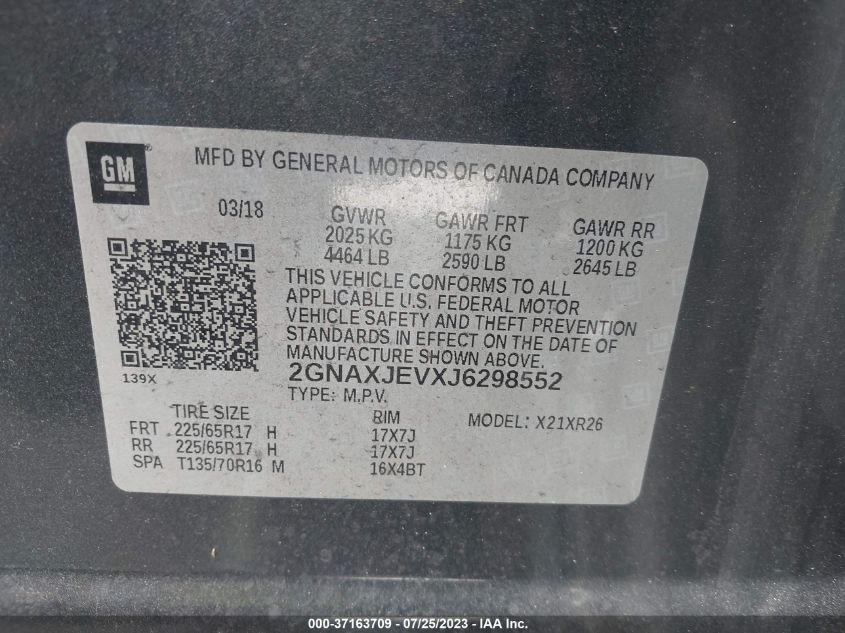 GM
MFD BY GENERAL MOTORS OF CANADA COMPANY
03/18
GVWR GAWR FRT GAWR RR
2025 KG 1175 KG 1200 KG
4464 LB 2590 LB 2645 LB
THIS VEHICLE CONFORMS TO ALL
APPLICABLE U.S. FEDERAL MOTOR
VEHICLE SAFETY AND THEFT PREVENTION
STANDARDS IN EFFECT ON THE DATE OF
MANUFACTURE SHOWN ABOVE.
139X
2GNAXJEVXJ6298552
TYPE: M.P.V.
TIRE SIZE RIM MODEL: X21XR26
FRT 225/65R17 H 17X7J
RR 225/65R17 H 17X7J
SPA T135/70R16 M 16X4BT
000-37163709 - 07/25/2023 - IAAI.com